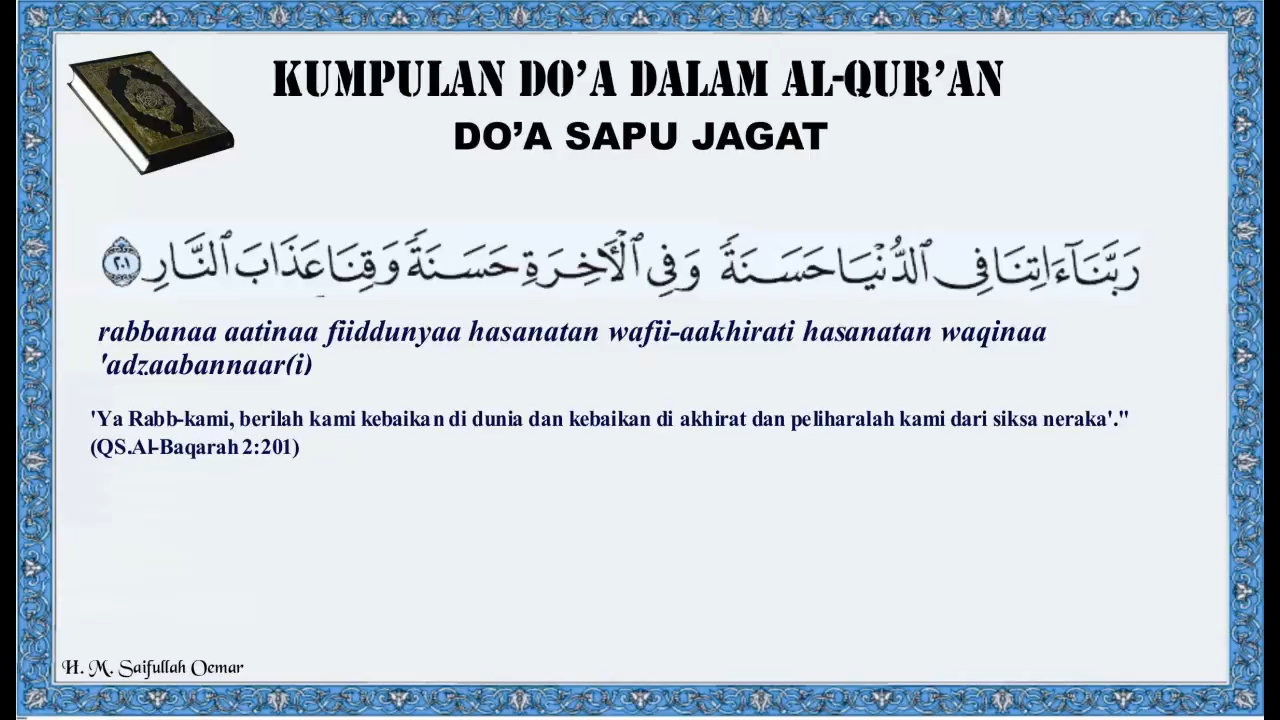 KUMPULAN DO’A DALAM AL-QUR’AN
DO’A SAPU JAGAT
رَبَّنَآ ءَاتِنَا فِى ٱلدُّنْيَا حَسَنَةً وَفِى ٱلْأَخِرَةِ حَسَنَةً وَقِنَا عَذَابَ ٱلنَّارِ ٢٠١
rabbanaa aatinaa fiiddunyaa hasanatan wafii-aakhirati hasanatan waqinaa
'adzaabannaar(i)
'Ya Rabb-kami, berilah kami kebaikan di dunia dan kebaikan di akhirat dan peliharalah kami dari siksa neraka'."
(QS.Al-Baqarah 2:201)
H. M. Saifullah Oemar